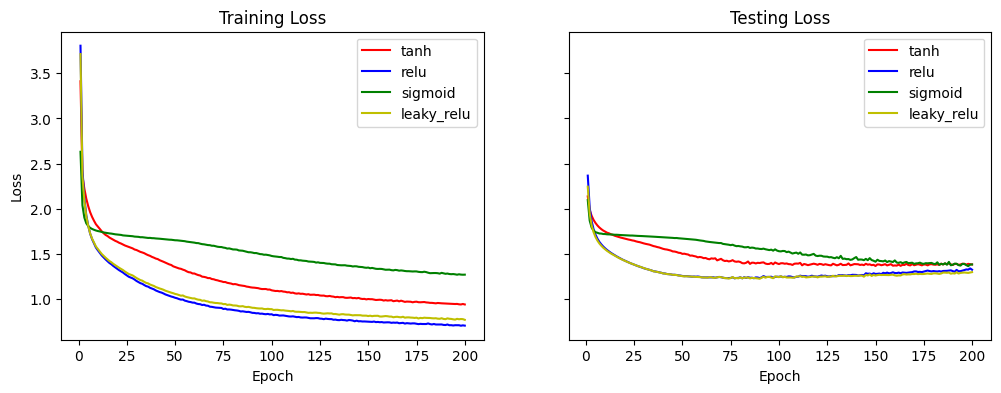 Training Loss
Testing Loss
tanh
relu
sigmoid
leaky_relu
tanh
relu
sigmoid
leaky_relu
Loss
3.5
3.0
2.5
2.0
1.5
1.0
0 25 50 75 100 125 150 175 200
0 25 50 75 100 125 150 175 200
Epoch
Epoch